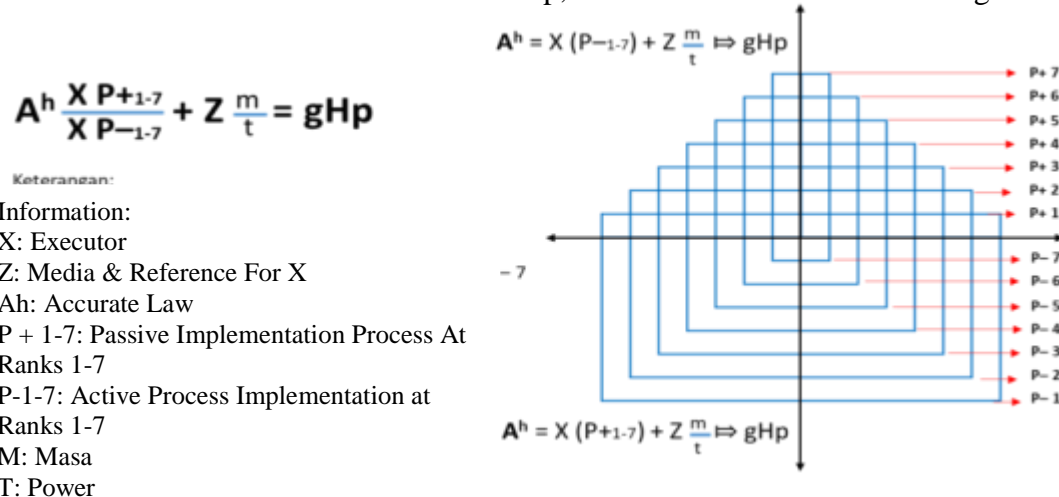 Aʰ X P+₁₋₇ / X P−₁₋₇ + Z m/t = gHp
Keterangan:
Information:
X: Executor
Z: Media & Reference For X
Ah: Accurate Law
P + 1-7: Passive Implementation Process At
Ranks 1-7
P-1-7: Active Process Implementation at
Ranks 1-7
M: Masa
T: Power
Aʰ = X (P−₁₋₇) + Z m/t ⤇ gHp
P+ 7
P+ 6
P+ 5
P+ 4
P+ 3
P+ 2
P+ 1
− 7
P− 7
P− 6
P− 5
P− 4
P− 3
P− 2
P− 1
Aʰ = X (P+₁₋₇) + Z m/t ⤇ gHp